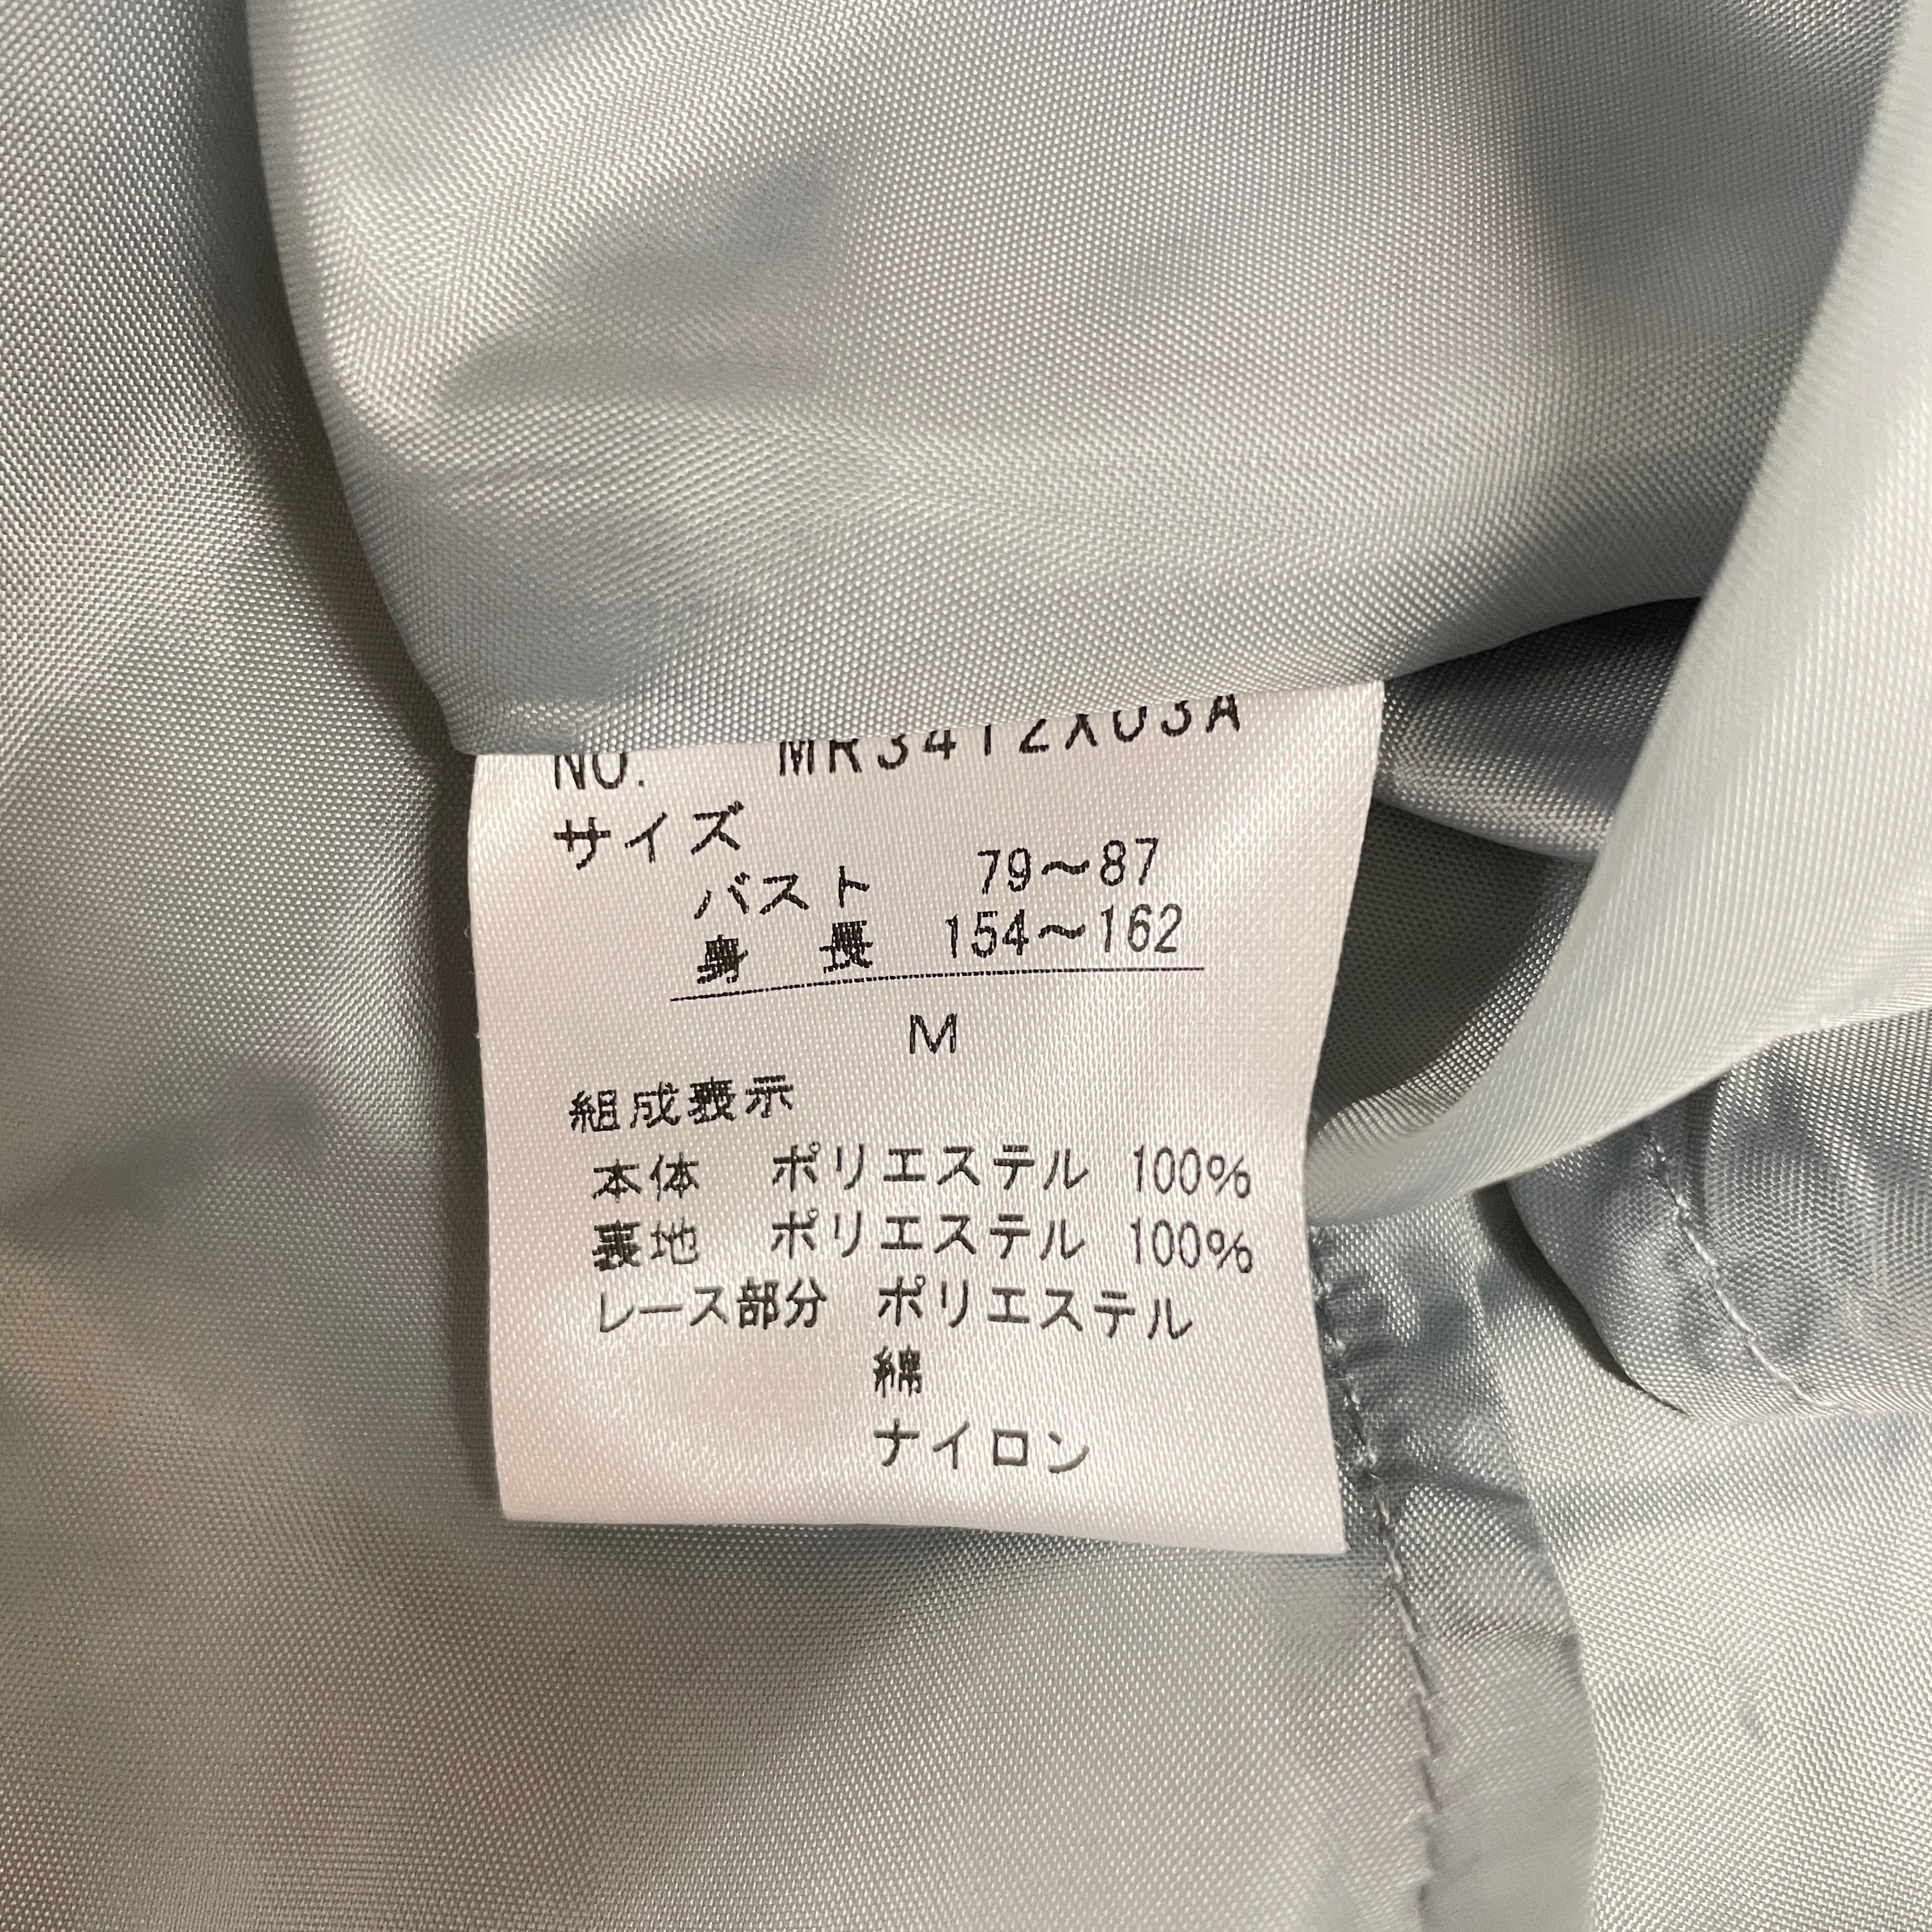 NO. MR3412X03A
サイズ
バスト 79〜87
身 長 154〜162
M
組成表示
本体 ポリエステル 100%
裏地 ポリエステル 100%
レース部分 ポリエステル
綿
ナイロン